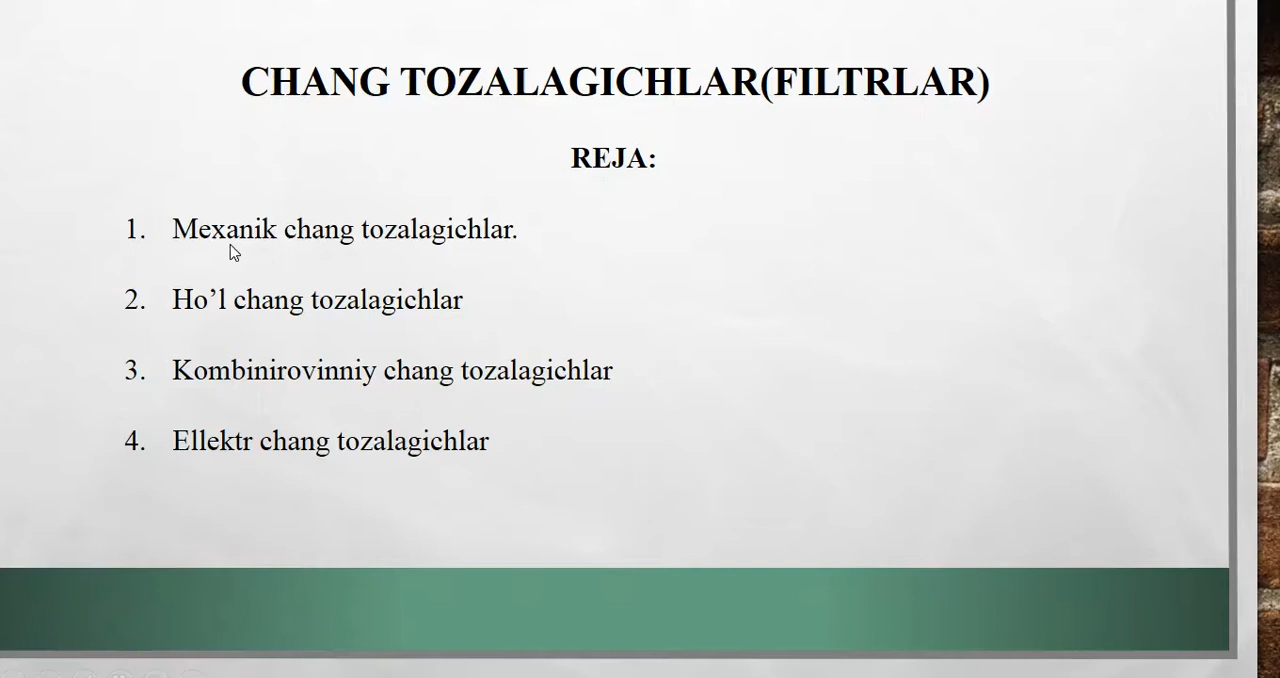 CHANG TOZALAGICHLAR(FILTRLAR)
REJA:
1. Mexanik chang tozalagichlar.
2. Ho’l chang tozalagichlar
3. Kombinirovinniy chang tozalagichlar
4. Ellektr chang tozalagichlar